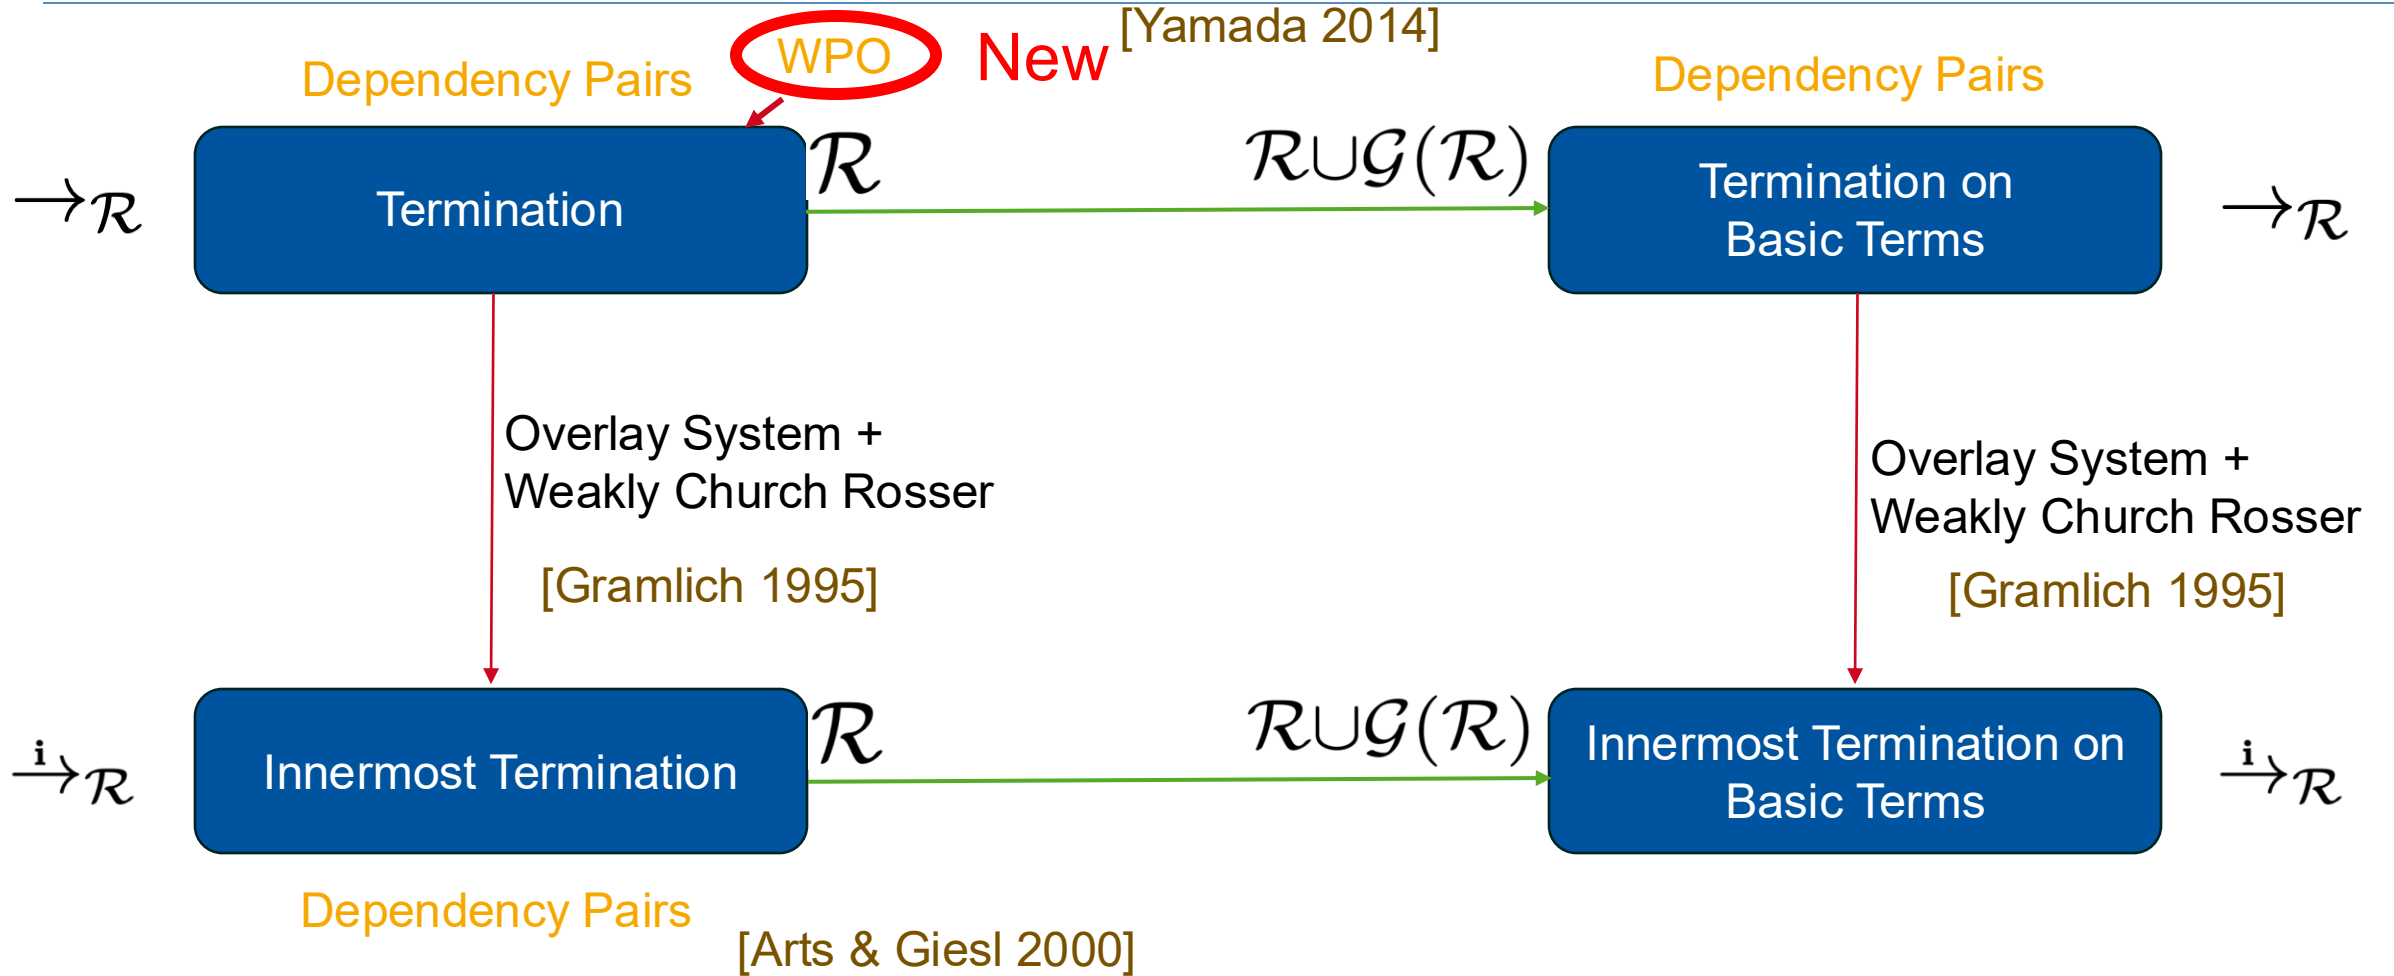 [Yamada 2014]
WPO
New
Dependency Pairs
Dependency Pairs
→ℛ
Termination
ℛ
ℛ∪𝒢(ℛ)
Termination on
Basic Terms
→ℛ
Overlay System +
Weakly Church Rosser
[Gramlich 1995]
Overlay System +
Weakly Church Rosser
[Gramlich 1995]
i→ℛ
Innermost Termination
ℛ
ℛ∪𝒢(ℛ)
Innermost Termination on
Basic Terms
i→ℛ
Dependency Pairs
[Arts & Giesl 2000]